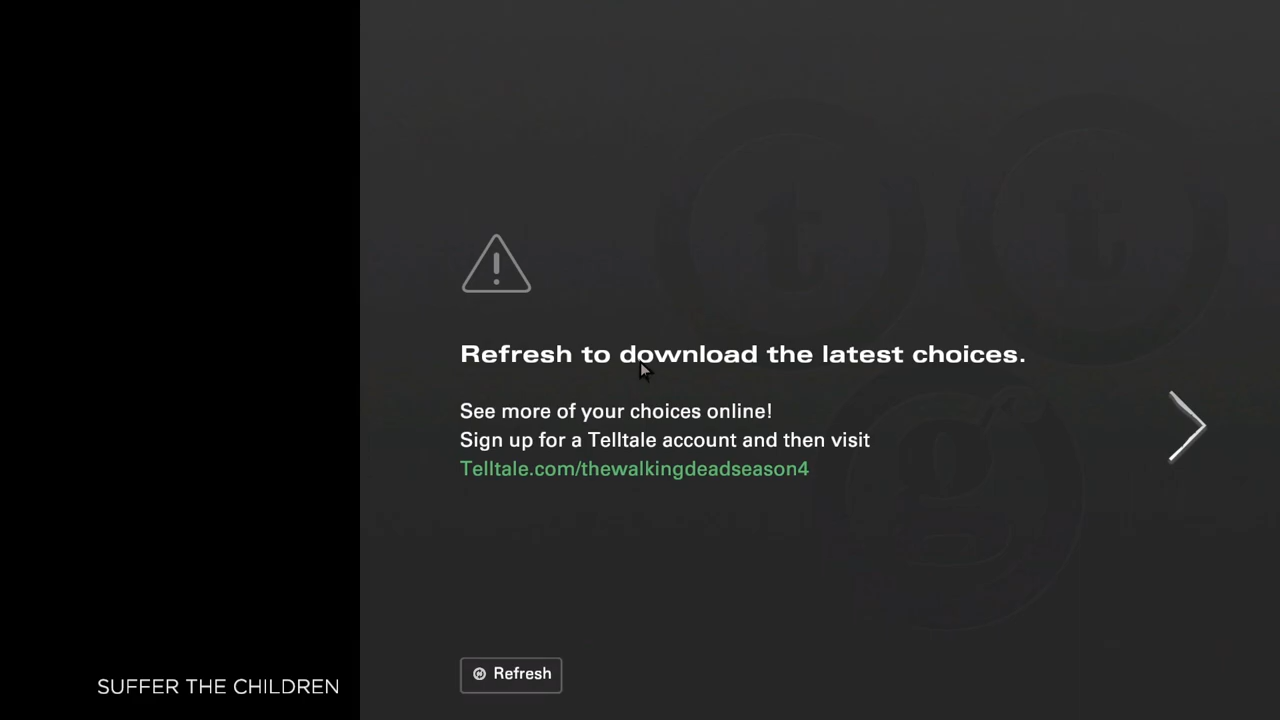 Refresh to download the latest choices.
See more of your choices online!
Sign up for a Telltale account and then visit
Telltale.com/thewalkingdeadseason4
Refresh
SUFFER THE CHILDREN
t
t
g